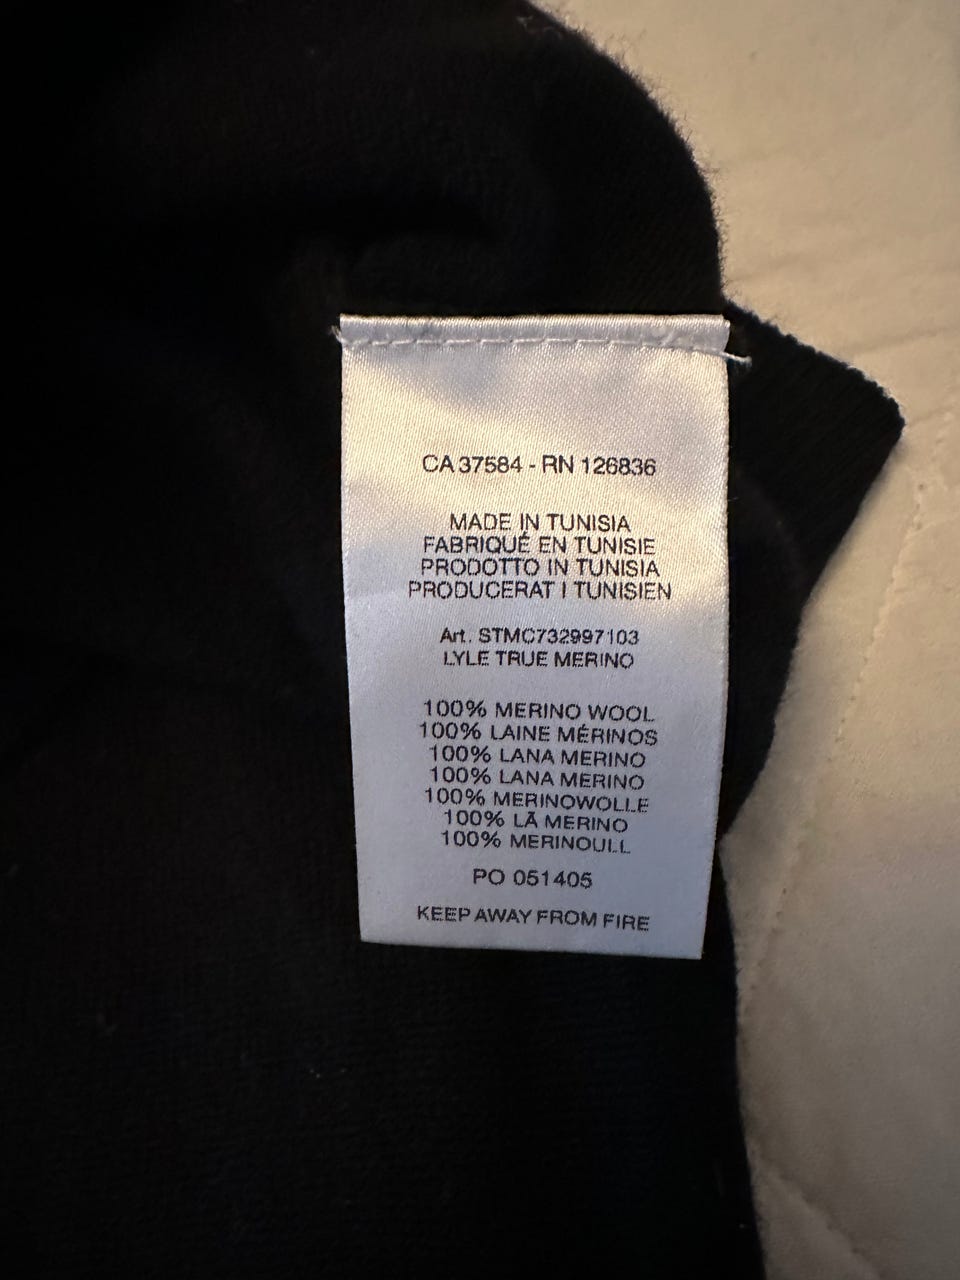 CA 37584 - RN 126836
MADE IN TUNISIA
FABRIQUÉ EN TUNISIE
PRODOTTO IN TUNISIA
PRODUCERAT I TUNISIEN
Art. STMC732997103
LYLE TRUE MERINO
100% MERINO WOOL
100% LAINE MÉRINOS
100% LANA MERINO
100% LANA MERINO
100% MERINOWOLLE
100% LÃ MERINO
100% MERINOULL
PO 051405
KEEP AWAY FROM FIRE